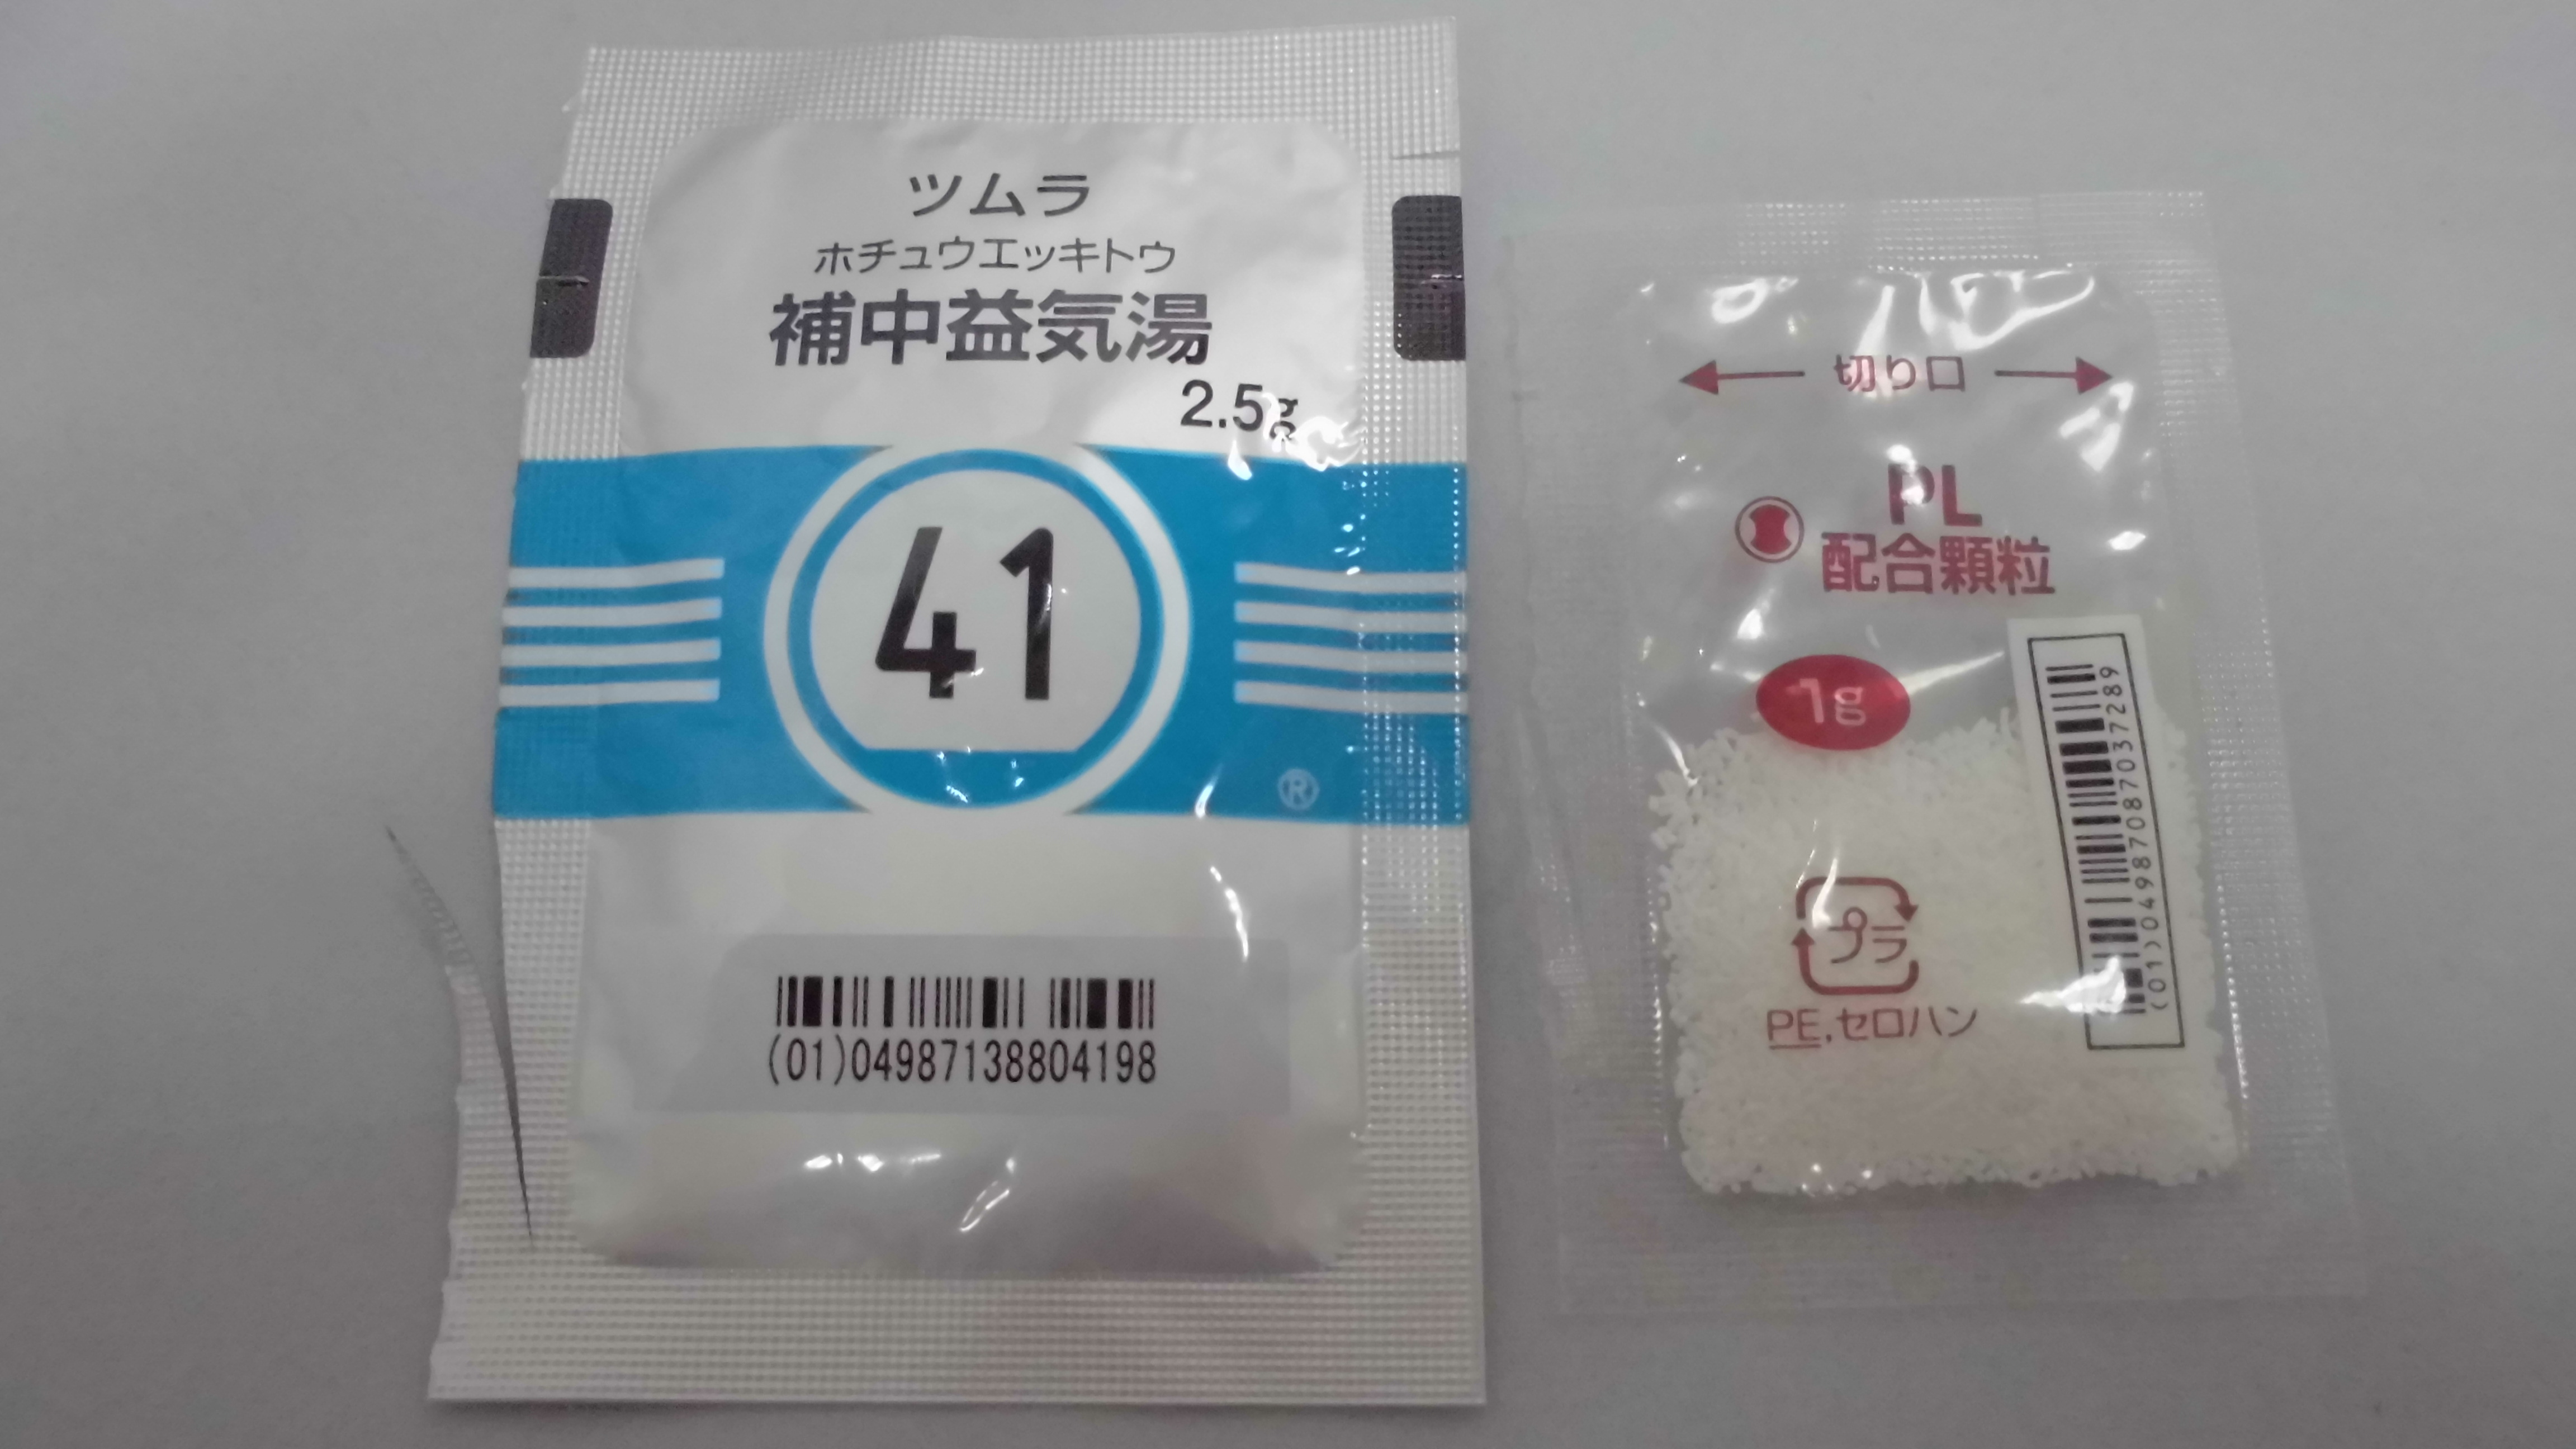 ツムラ
ホチュウエッキトウ
補中益気湯
2.5g
41
®
(01)04987138804198
切り口
PL
配合顆粒
1g
プラ
PE,セロハン
(01)04987087037289